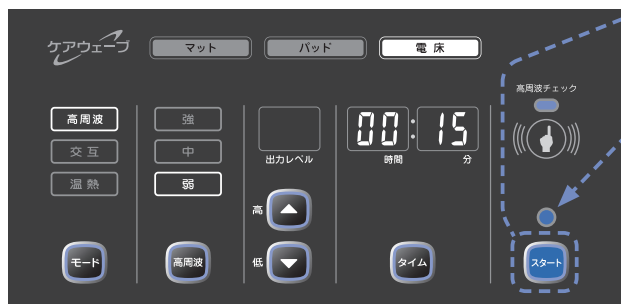 ケアウェーブ
マット
パッド
電床
高周波
交互
温熱
モード
強
中
弱
高周波
出力レベル
高
低
00:15
時間
分
タイム
高周波チェック
スタート